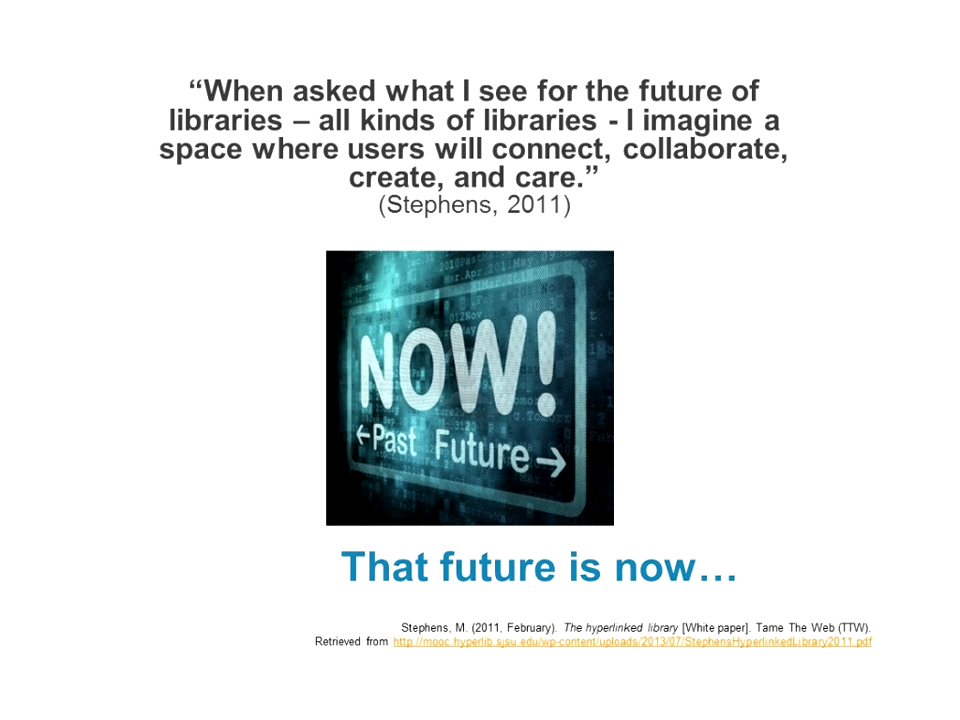 “When asked what I see for the future of
libraries – all kinds of libraries - I imagine a
space where users will connect, collaborate,
create, and care.”
(Stephens, 2011)
NOW!
←Past Future→
That future is now…
Stephens, M. (2011, February). The hyperlinked library [White paper]. Tame The Web (TTW).
Retrieved from http://mooc.hyperlib.sjsu.edu/wp-content/uploads/2013/07/StephensHyperlinkedLibrary2011.pdf